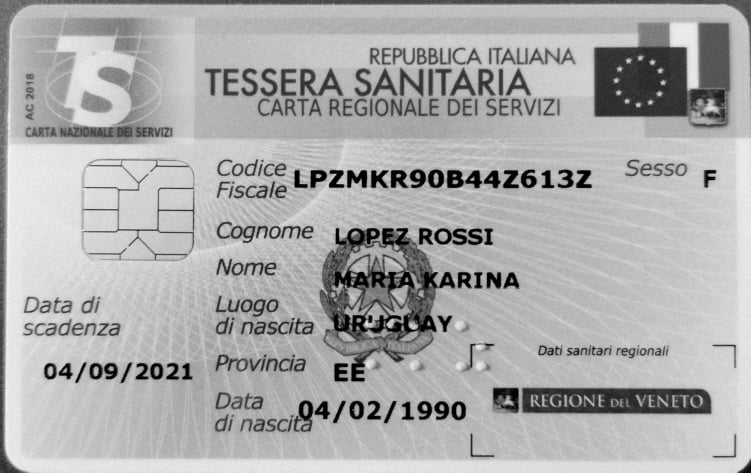 REPUBBLICA ITALIANA
TESSERA SANITARIA
CARTA REGIONALE DEI SERVIZI
TS
AC 2018
CARTA NAZIONALE DEI SERVIZI
Codice Fiscale LPZMKR90B44Z613Z Sesso F
Cognome LOPEZ ROSSI
Nome MARIA KARINA
Luogo di nascita URUGUAY
Data di scadenza 04/09/2021
Provincia EE
Data di nascita 04/02/1990
Dati sanitari regionali
REGIONE DEL VENETO